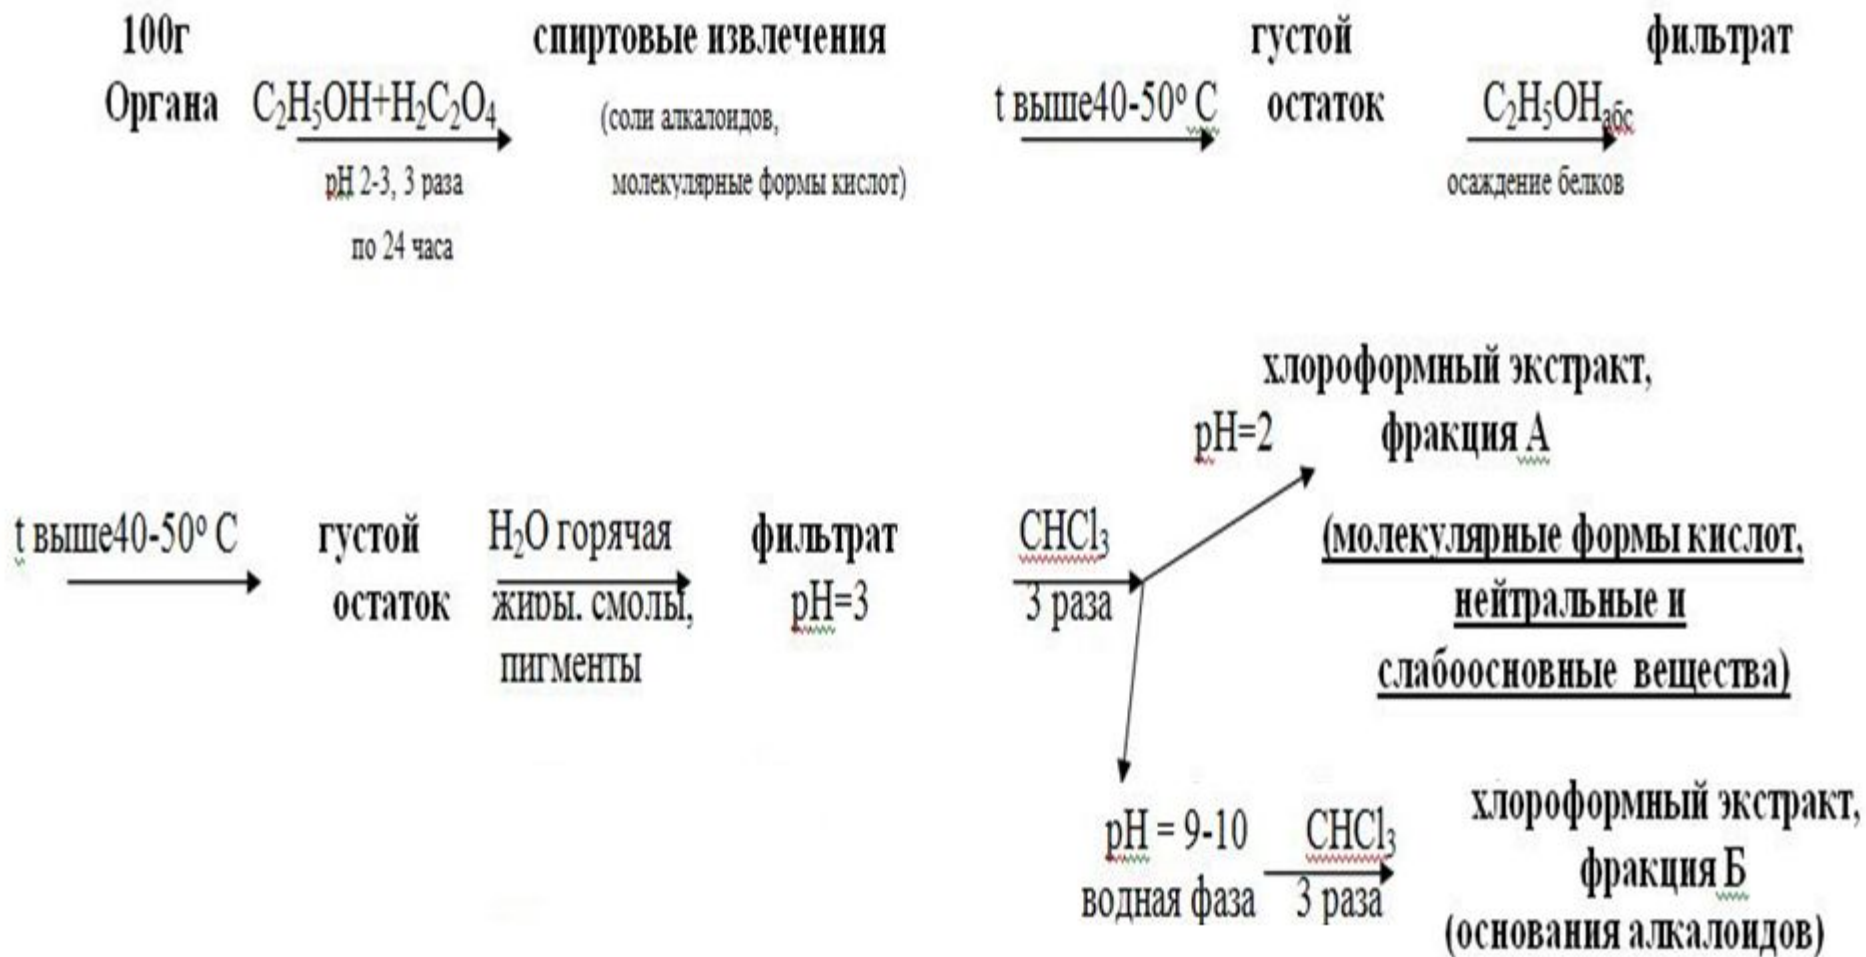 100г
Органа
C₂H₅OH+H₂C₂O₄
pH 2-3, 3 раза
по 24 часа
спиртовые извлечения
(соли алкалоидов,
молекулярные формы кислот)
t выше40-50° С
густой
остаток
C₂H₅OHабс
осаждение белков
фильтрат
t выше40-50° С
густой
остаток
H₂O горячая
жиры. смолы,
пигменты
фильтрат
pH=3
CHCl₃
3 раза
pH=2
хлороформный экстракт,
фракция А
(молекулярные формы кислот,
нейтральные и
слабоосновные вещества)
pH = 9-10
водная фаза
CHCl₃
3 раза
хлороформный экстракт,
фракция Б
(основания алкалоидов)